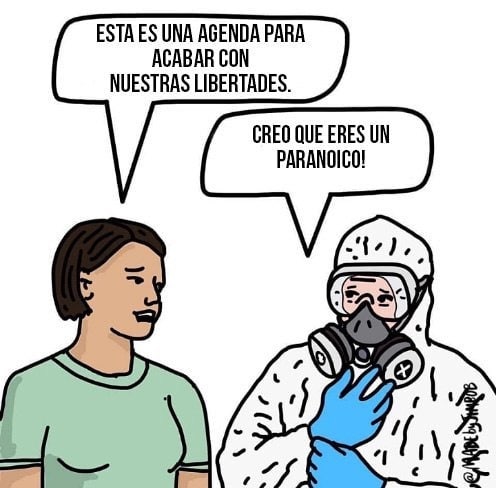 ESTA ES UNA AGENDA PARA
ACABAR CON
NUESTRAS LIBERTADES.
CREO QUE ERES UN
PARANOICO!